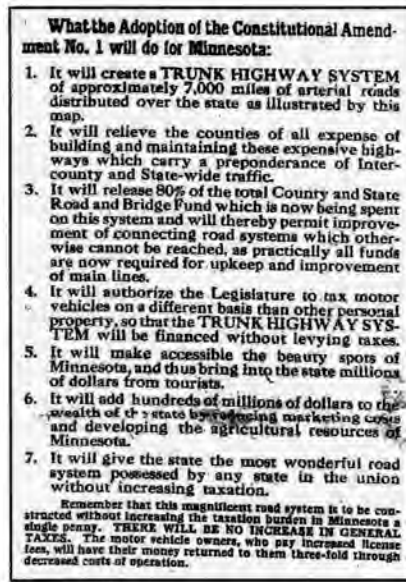 What the Adoption of the Constitutional Amend-
ment No. 1 will do for Minnesota:
1. It will create a TRUNK HIGHWAY SYSTEM
of approximately 7,000 miles of arterial roads
distributed over the state as illustrated by this
map.
2. It will relieve the counties of all expense of
building and maintaining these expensive high-
ways which carry a preponderance of Inter-
county and State-wide traffic.
3. It will release 80% of the total County and State
Road and Bridge Fund which is now being spent
on this system and will thereby permit improve-
ment of connecting road systems which other-
wise cannot be reached, as practically all funds
are now required for upkeep and improvement
of main lines.
4. It will authorize the Legislature to tax motor
vehicles on a different basis than other personal
property, so that the TRUNK HIGHWAY SYS-
TEM will be financed without levying taxes.
5. It will make accessible the beauty spots of
Minnesota, and thus bring into the state millions
of dollars from tourists.
6. It will add hundreds of millions of dollars to the
wealth of the state by reducing marketing costs
and developing the agricultural resources of
Minnesota.
7. It will give the state the most wonderful road
system possessed by any state in the union
without increasing taxation.
Remember that this magnificent road system is to be con-
structed without increasing the taxation burden in Minnesota a
single penny. THERE WILL BE NO INCREASE IN GENERAL
TAXES. The motor vehicle owners, who pay increased license
fees, will have their money returned to them three-fold through
decreased costs of operation.